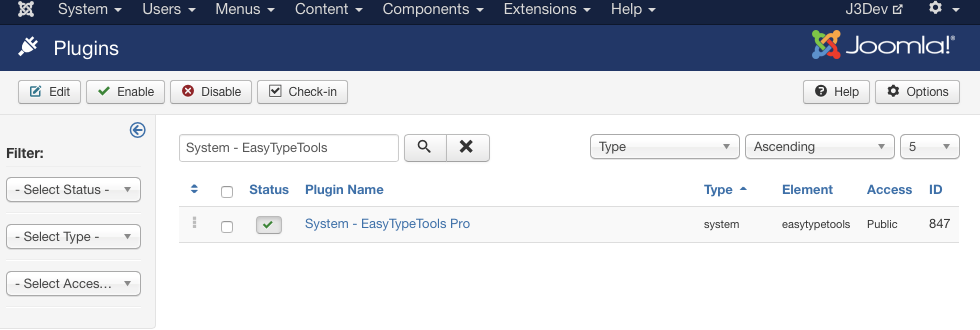 System Users Menus Content Components Extensions Help J3Dev
Plugins Joomla!®
Edit Enable Disable Check-in Help Options
Filter:
System - EasyTypeTools Type Ascending 5
- Select Status -
Status Plugin Name Type Element Access ID
System - EasyTypeTools Pro system easytypetools Public 847
- Select Type -
- Select Acces...